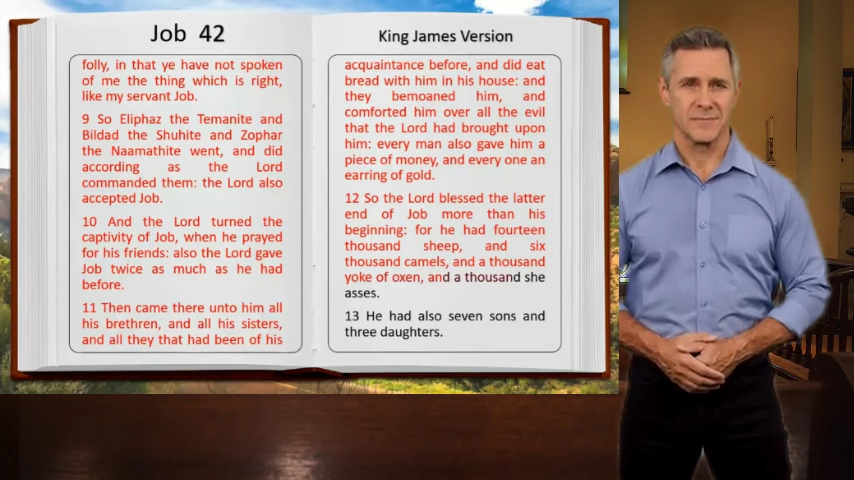 Job 42
folly, in that ye have not spoken
of me the thing which is right,
like my servant Job.
9 So Eliphaz the Temanite and
Bildad the Shuhite and Zophar
the Naamathite went, and did
according as the Lord
commanded them: the Lord also
accepted Job.
10 And the Lord turned the
captivity of Job, when he prayed
for his friends: also the Lord gave
Job twice as much as he had
before.
11 Then came there unto him all
his brethren, and all his sisters,
and all they that had been of his
King James Version
acquaintance before, and did eat
bread with him in his house: and
they bemoaned him, and
comforted him over all the evil
that the Lord had brought upon
him: every man also gave him a
piece of money, and every one an
earring of gold.
12 So the Lord blessed the latter
end of Job more than his
beginning: for he had fourteen
thousand sheep, and six
thousand camels, and a thousand
yoke of oxen, and a thousand she
asses.
13 He had also seven sons and
three daughters.